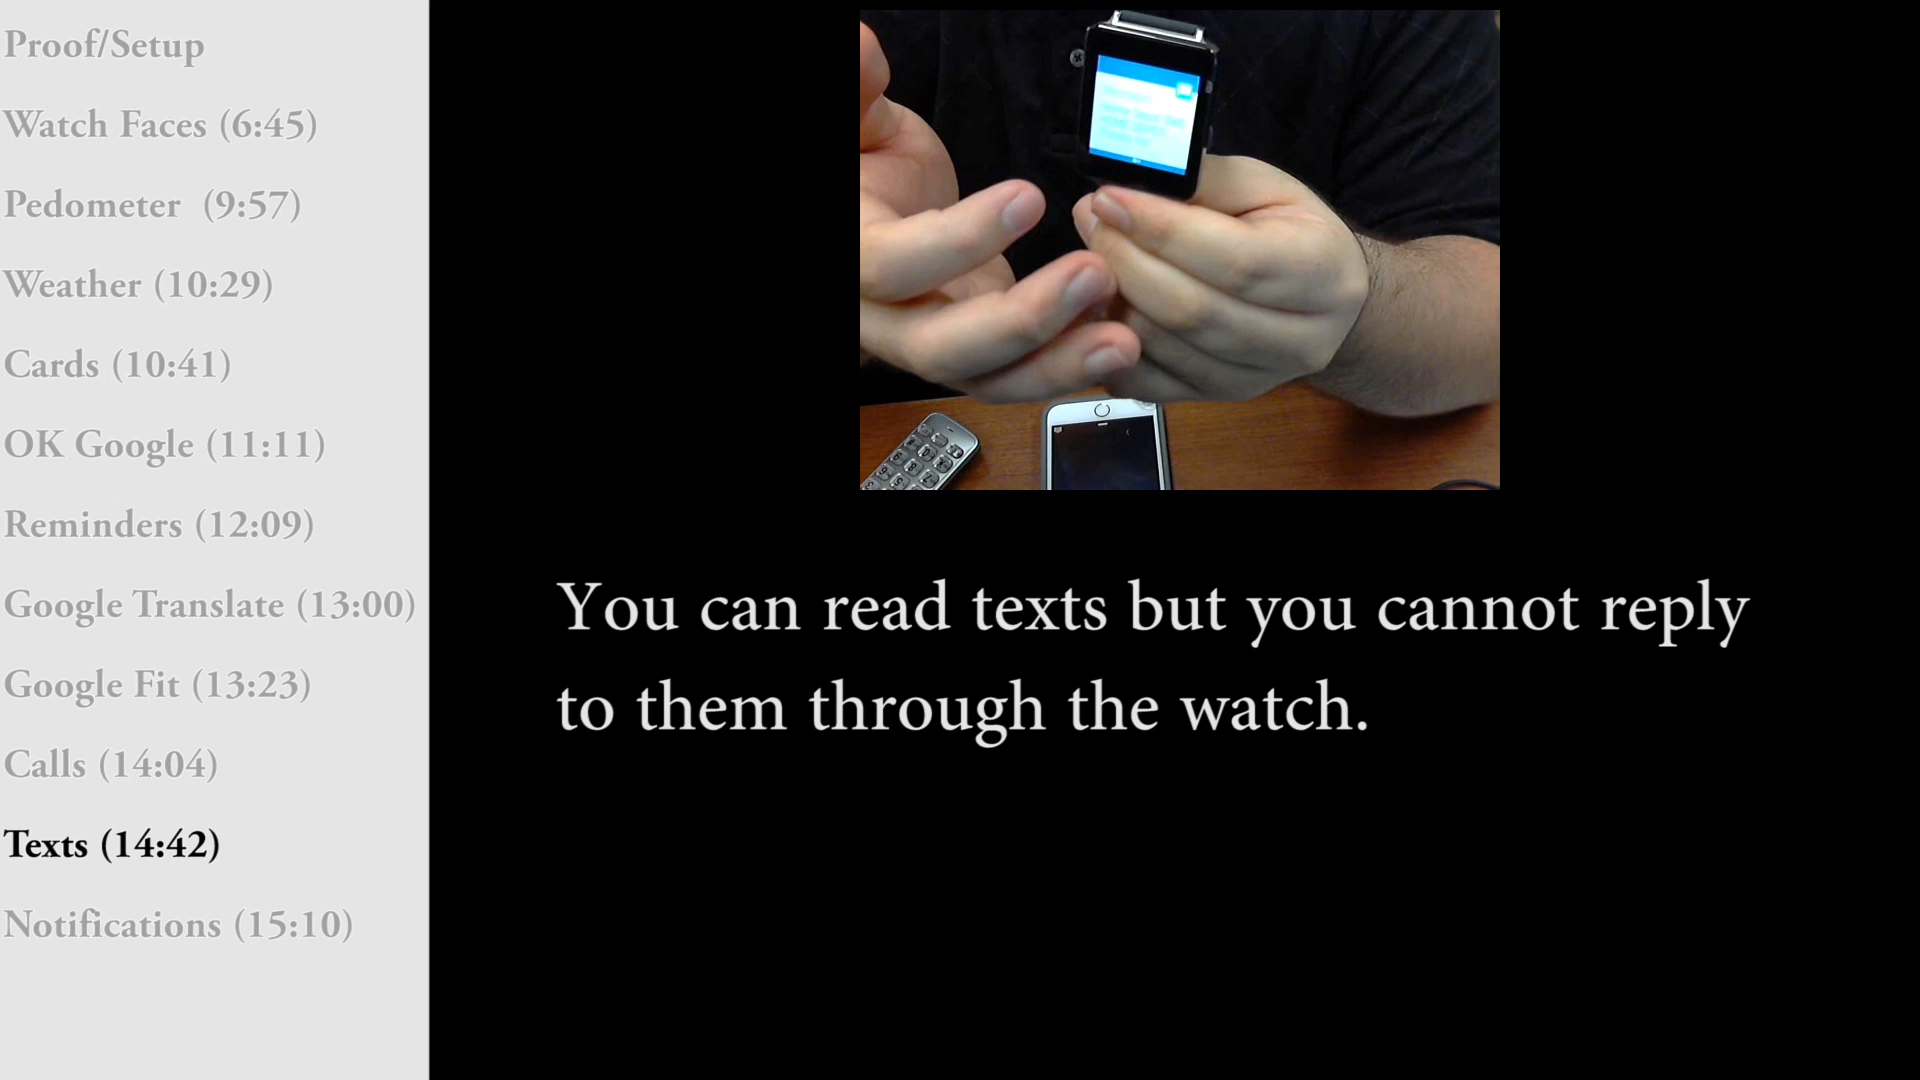 Proof/Setup
Watch Faces (6:45)
Pedometer (9:57)
Weather (10:29)
Cards (10:41)
OK Google (11:11)
Reminders (12:09)
Google Translate (13:00)
Google Fit (13:23)
Calls (14:04)
Texts (14:42)
Notifications (15:10)
You can read texts but you cannot reply
to them through the watch.